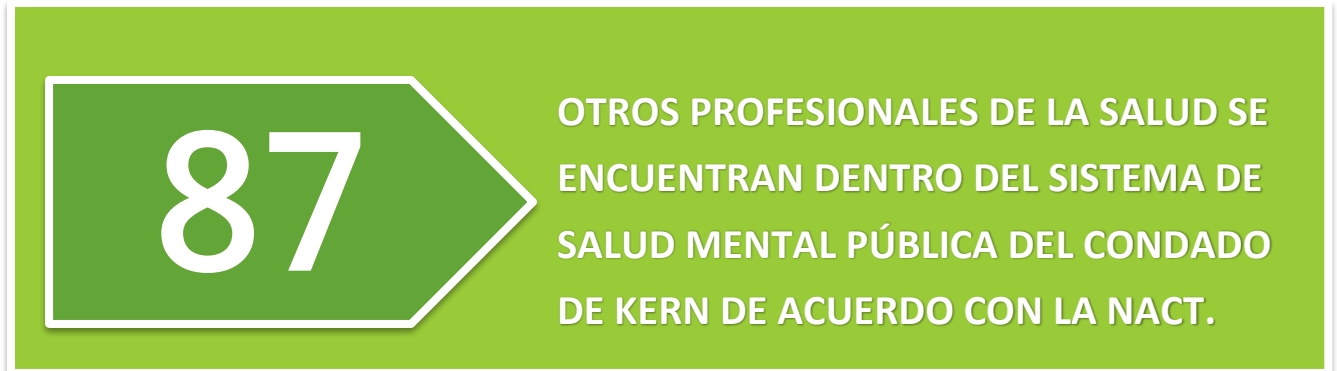 87
OTROS PROFESIONALES DE LA SALUD SE
ENCUENTRAN DENTRO DEL SISTEMA DE
SALUD MENTAL PÚBLICA DEL CONDADO
DE KERN DE ACUERDO CON LA NACT.